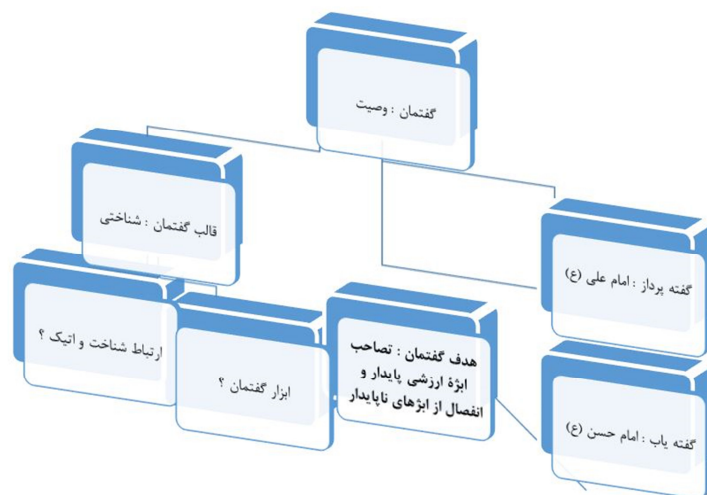 گفتمان : وصیت
قالب گفتمان : شناختی
گفته پرداز : امام علی (ع)
ارتباط شناخت و اتیک ؟
ابزار گفتمان ؟
هدف گفتمان : تصاحب
ابژهٔ ارزشی پایدار و
انفصال از ابژهای ناپایدار
گفته یاب : امام حسن (ع)